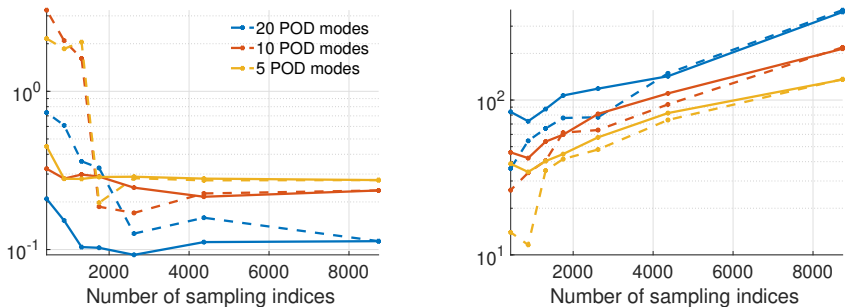 10^0
10^-1
20 POD modes
10 POD modes
5 POD modes
2000 4000 6000 8000
Number of sampling indices
10^2
10^1
2000 4000 6000 8000
Number of sampling indices